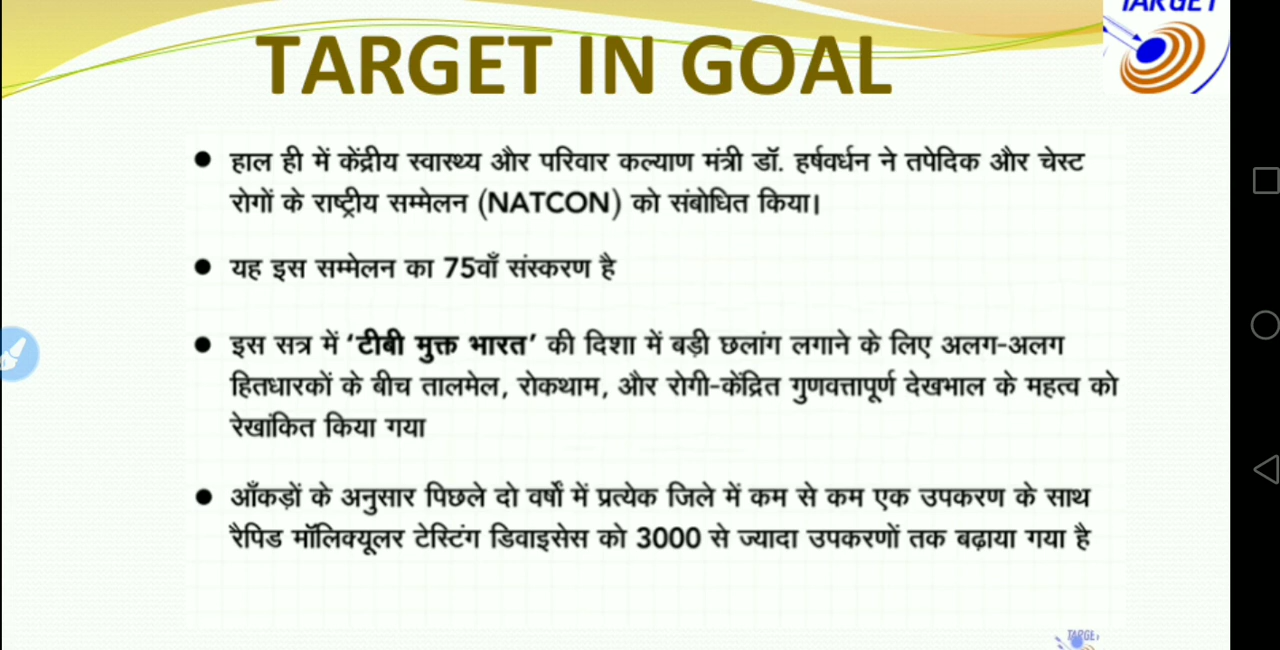 TARGET
TARGET IN GOAL
हाल ही में केंद्रीय स्वास्थ्य और परिवार कल्याण मंत्री डॉ. हर्षवर्धन ने तपेदिक और चेस्ट
रोगों के राष्ट्रीय सम्मेलन (NATCON) को संबोधित किया।
यह इस सम्मेलन का 75वाँ संस्करण है
इस सत्र में ‘टीबी मुक्त भारत’ की दिशा में बड़ी छलांग लगाने के लिए अलग-अलग
हितधारकों के बीच तालमेल, रोकथाम, और रोगी-केंद्रित गुणवत्तापूर्ण देखभाल के महत्व को
रेखांकित किया गया
आँकड़ों के अनुसार पिछले दो वर्षों में प्रत्येक जिले में कम से कम एक उपकरण के साथ
रैपिड मॉलिक्यूलर टेस्टिंग डिवाइसेस को 3000 से ज्यादा उपकरणों तक बढ़ाया गया है
TARGET